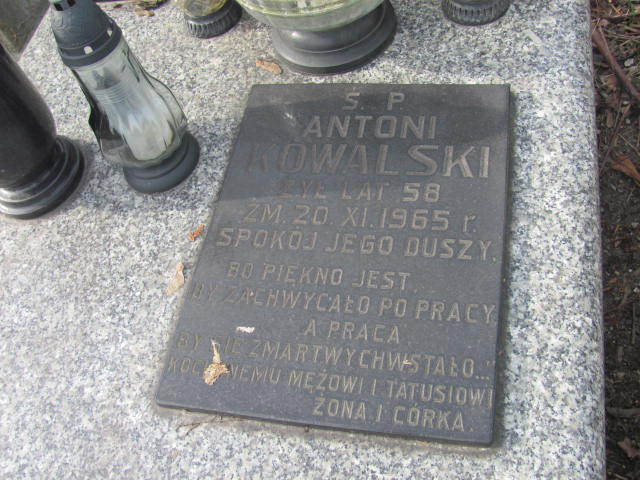 Ś. P.
ANTONI
KOWALSKI
ŻYŁ LAT 58
ZM. 20. XI. 1965 r.
SPOKÓJ JEGO DUSZY.
BO PIĘKNO JEST.
BY ZACHWYCAŁO PO PRACY,
A PRACA
BY SIĘ ZMARTWYCHWSTAŁO...
KOCHANEMU MĘŻOWI I TATUSIOWI
ŻONA I CÓRKA.